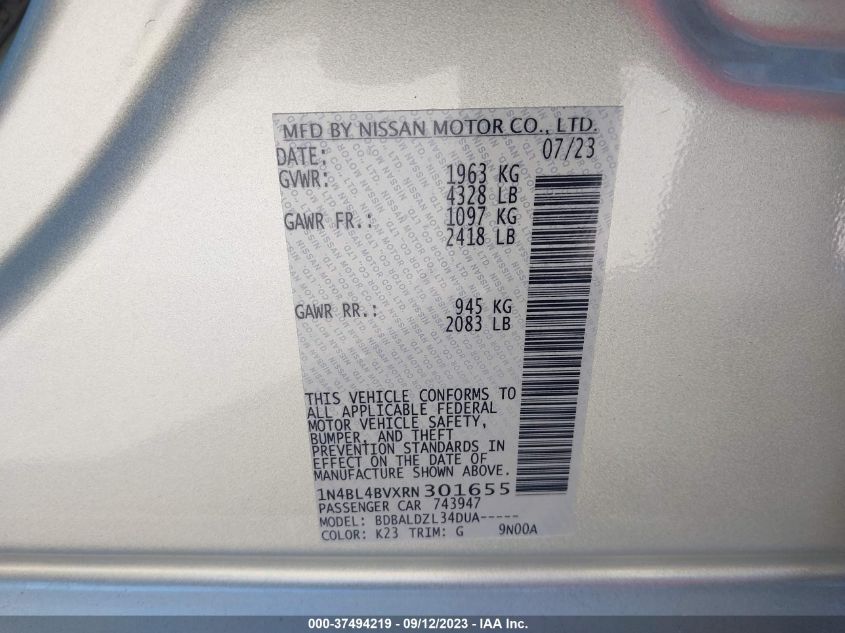 MFD BY NISSAN MOTOR CO., LTD.
DATE: 07/23
GVWR: 1963 KG
4328 LB
GAWR FR.: 1097 KG
2418 LB
GAWR RR.: 945 KG
2083 LB
THIS VEHICLE CONFORMS TO
ALL APPLICABLE FEDERAL
MOTOR VEHICLE SAFETY,
BUMPER, AND THEFT
PREVENTION STANDARDS IN
EFFECT ON THE DATE OF
MANUFACTURE SHOWN ABOVE.
1N4BL4BVXRN301655
PASSENGER CAR 743947
MODEL: BDBALDZL34DUA-----
COLOR: K23 TRIM: G 9N00A
000-37494219 - 09/12/2023 - IAA Inc.